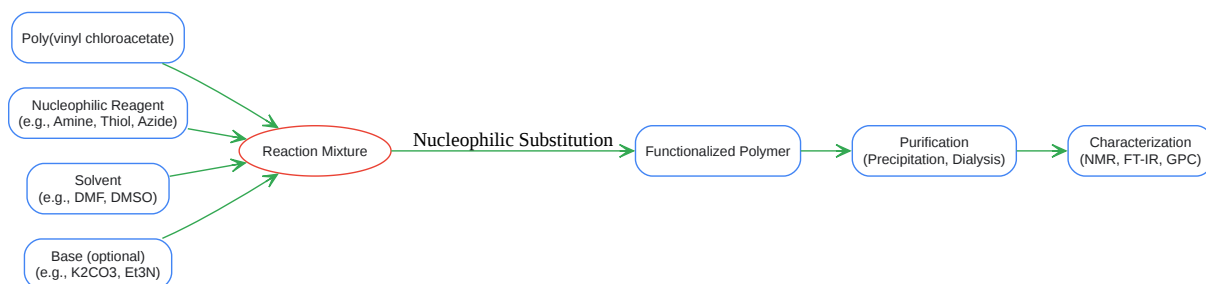 Poly(vinyl chloroacetate)
Nucleophilic Reagent
(e.g., Amine, Thiol, Azide)
Solvent
(e.g., DMF, DMSO)
Base (optional)
(e.g., K2CO3, Et3N)
Reaction Mixture
Nucleophilic Substitution
Functionalized Polymer
Purification
(Precipitation, Dialysis)
Characterization
(NMR, FT-IR, GPC)